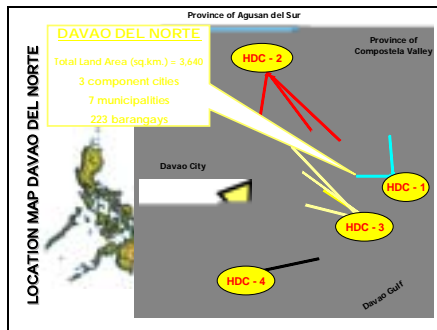 Province of Agusan del Sur
DAVAO DEL NORTE
Total Land Area (sq.km.) = 3,640
3 component cities
7 municipalities
223 barangays
HDC - 2
Province of
Compostela Valley
LOCATION MAP DAVAO DEL NORTE
Davao City
HDC - 1
HDC - 3
HDC - 4
Davao Gulf